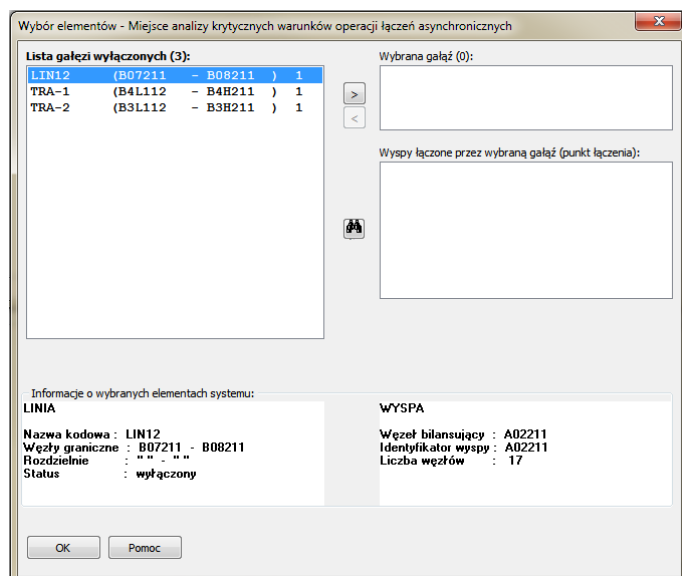 Wybór elementów - Miejsce analizy krytycznych warunków operacji łączeń asynchronicznych
x
Lista gałęzi wyłączonych (3):
LIN12 (B07211 - B08211 ) 1
TRA-1 (B4L112 - B4H211 ) 1
TRA-2 (B3L112 - B3H211 ) 1
>
<
Wybrana gałąź (0):
Wyspy łączone przez wybraną gałąź (punkt łączenia):
Informacje o wybranych elementach systemu:
LINIA
Nazwa kodowa : LIN12
Węzły graniczne : B07211 - B08211
Rozdzielnie : " " - " "
Status : wyłączony
WYSPA
Węzeł bilansujący : A02211
Identyfikator wyspy : A02211
Liczba węzłów : 17
OK
Pomoc